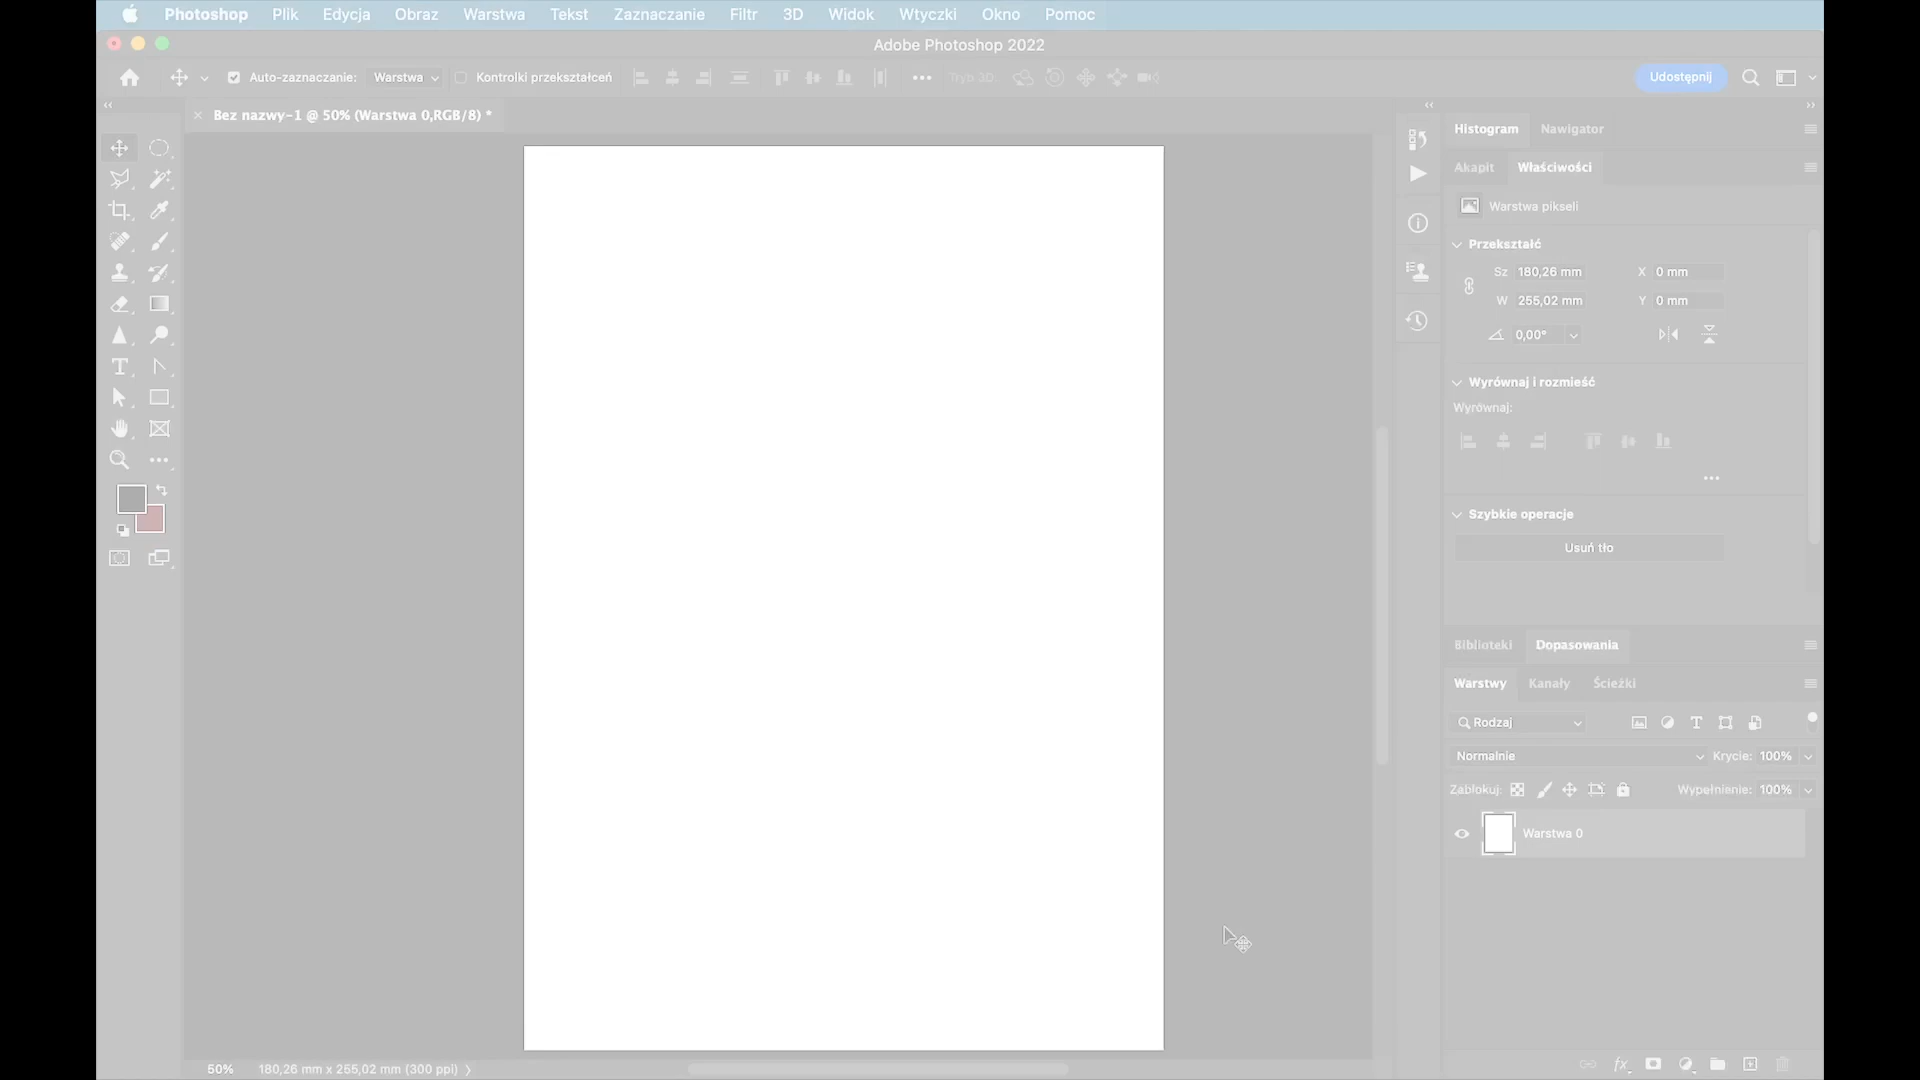 Photoshop Plik Edycja Obraz Warstwa Tekst Zaznaczanie Filtr 3D Widok Wtyczki Okno Pomoc
Adobe Photoshop 2022
Auto-zaznaczanie: Warstwa Kontrolki przekształceń Tryb 3D: Udostępnij
Bez nazwy-1 @ 50% (Warstwa 0,RGB/8) *
Histogram Nawigator
Akapit Właściwości
Warstwa pikseli
Przekształć
Sz 180,26 mm X 0 mm
W 255,02 mm Y 0 mm
0,00°
Wyrównaj i rozmieść
Wyrównaj:
Szybkie operacje
Usuń tło
Biblioteki Dopasowania
Warstwy Kanały Ścieżki
Rodzaj
Normalnie Krycie: 100%
Zablokuj: Wypełnienie: 100%
Warstwa 0
fx
50% 180,26 mm x 255,02 mm (300 ppi)